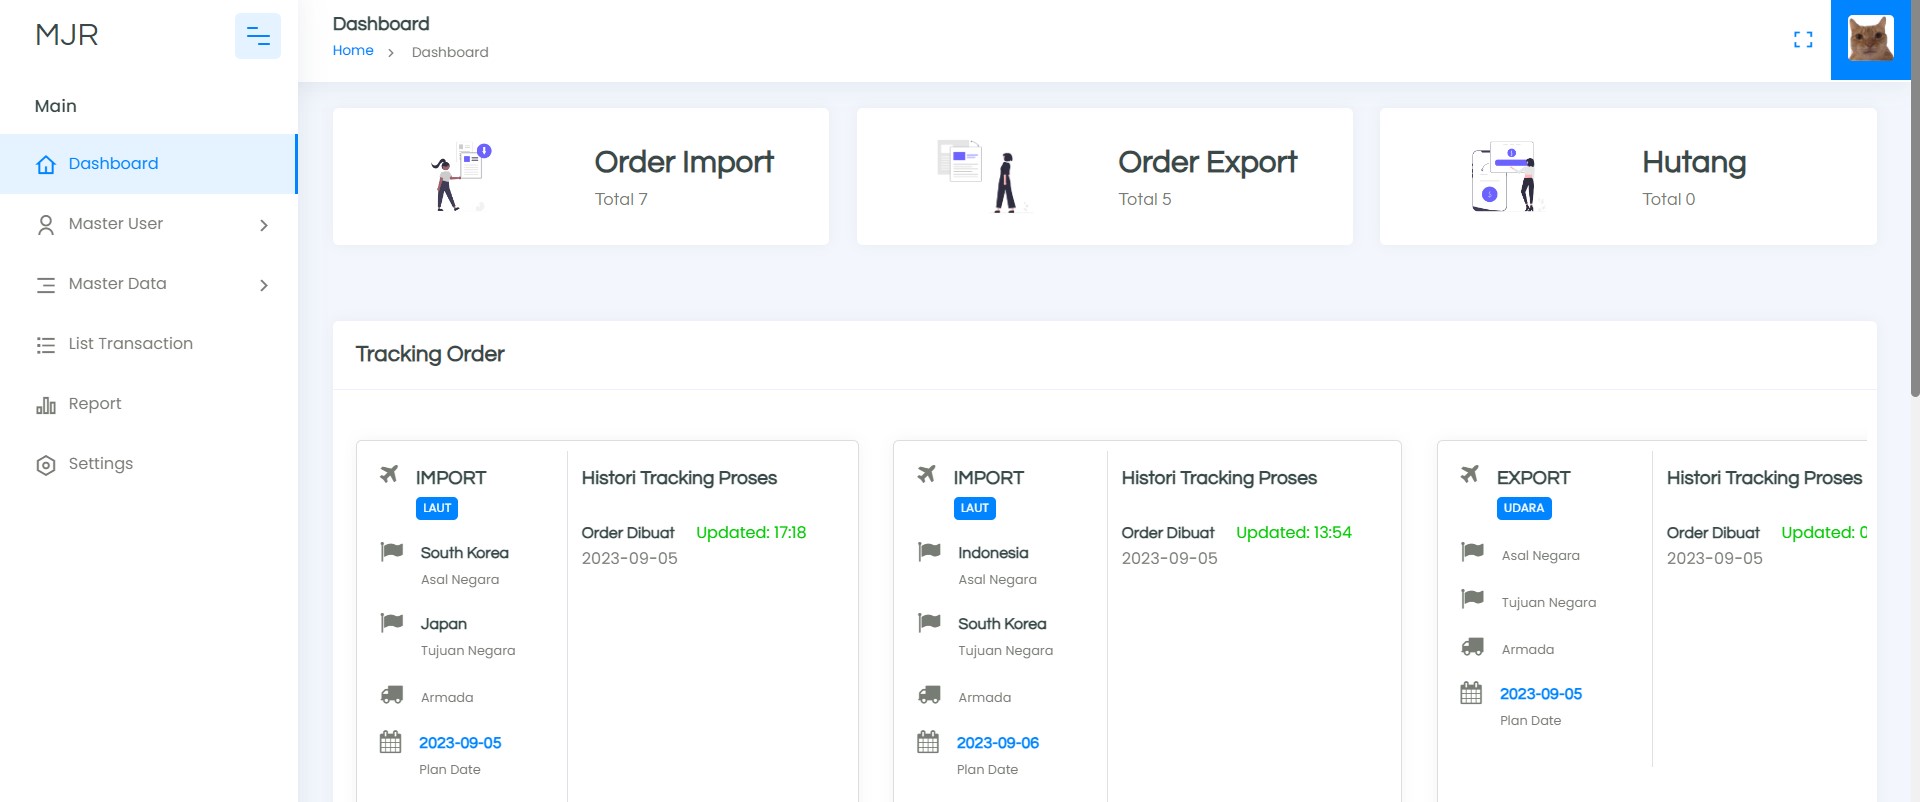 MJR
Main
Dashboard
Master User
Master Data
List Transaction
Report
Settings
Dashboard
Home > Dashboard
Order Import
Total 7
Order Export
Total 5
Hutang
Total 0
Tracking Order
IMPORT
LAUT
South Korea
Asal Negara
Japan
Tujuan Negara
Armada
2023-09-05
Plan Date
Histori Tracking Proses
Order Dibuat Updated: 17:18
2023-09-05
IMPORT
LAUT
Indonesia
Asal Negara
South Korea
Tujuan Negara
Armada
2023-09-06
Plan Date
Histori Tracking Proses
Order Dibuat Updated: 13:54
2023-09-05
EXPORT
UDARA
Asal Negara
Tujuan Negara
Armada
2023-09-05
Plan Date
Histori Tracking Proses
Order Dibuat Updated:
2023-09-05